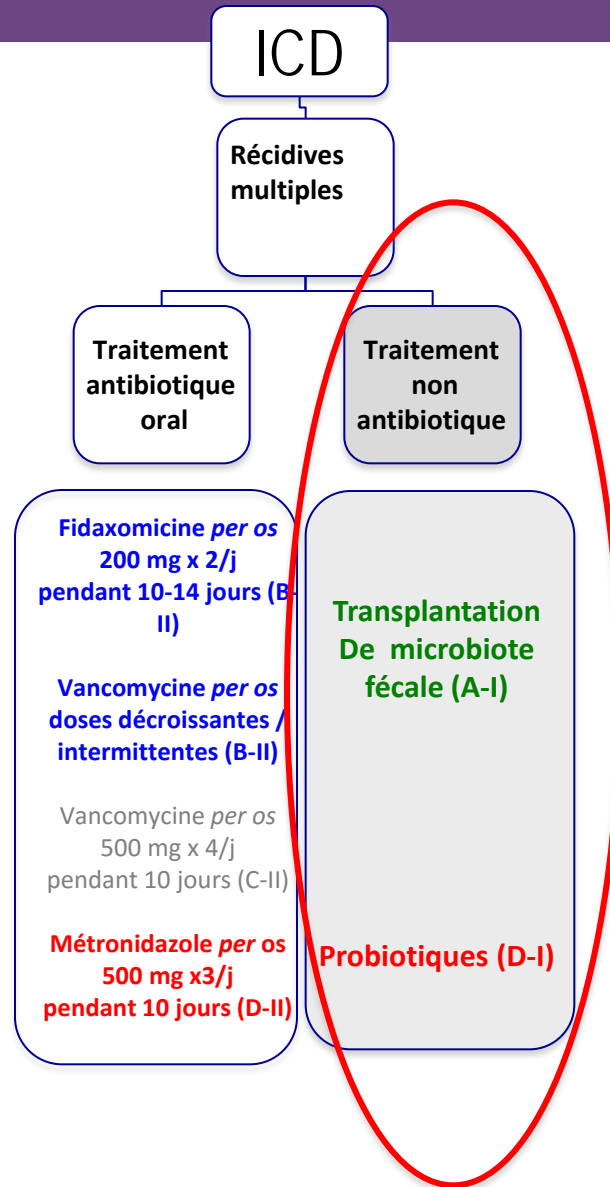 ICD
Récidives
multiples
Traitement
antibiotique
oral
Traitement
non
antibiotique
Fidaxomicine per os
200 mg x 2/j
pendant 10-14 jours (B-
II)
Vancomycine per os
doses décroissantes /
intermittentes (B-II)
Vancomycine per os
500 mg x 4/j
pendant 10 jours (C-II)
Métronidazole per os
500 mg x3/j
pendant 10 jours (D-II)
Transplantation
De microbiote
fécale (A-I)
Probiotiques (D-I)